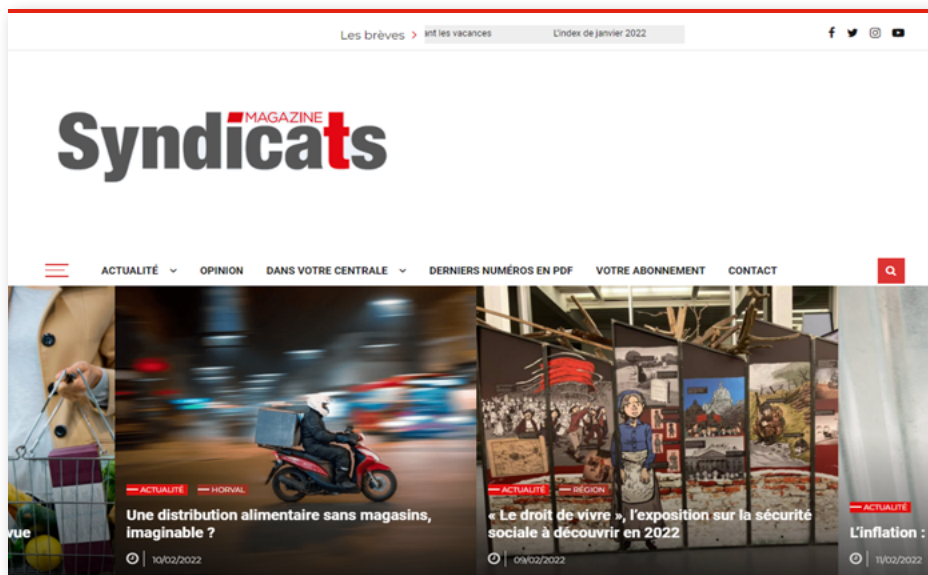 Les brèves > ant les vacances L'index de janvier 2022
MAGAZINE
Syndicats
ACTUALITÉ OPINION DANS VOTRE CENTRALE DERNIERS NUMÉROS EN PDF VOTRE ABONNEMENT CONTACT
vue
ACTUALITÉ HORVAL
Une distribution alimentaire sans magasins,
imaginable ?
10/02/2022
ACTUALITÉ RÉGION
« Le droit de vivre », l'exposition sur la sécurité
sociale à découvrir en 2022
09/02/2022
ACTUALITÉ
L'inflation :
11/02/2022